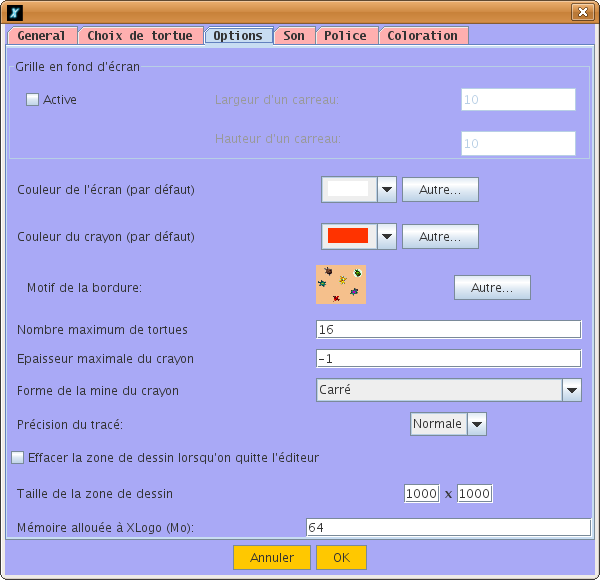 X
General Choix de tortue Options Son Police Coloration
Grille en fond d'écran
Active Largeur d'un carreau: 10
Hauteur d'un carreau: 10
Couleur de l'écran (par défaut) Autre...
Couleur du crayon (par défaut) Autre...
Motif de la bordure: Autre...
Nombre maximum de tortues 16
Epaisseur maximale du crayon -1
Forme de la mine du crayon Carré
Précision du tracé: Normale
Effacer la zone de dessin lorsqu'on quitte l'éditeur
Taille de la zone de dessin 1000 x 1000
Mémoire allouée à XLogo (Mo): 64
Annuler OK